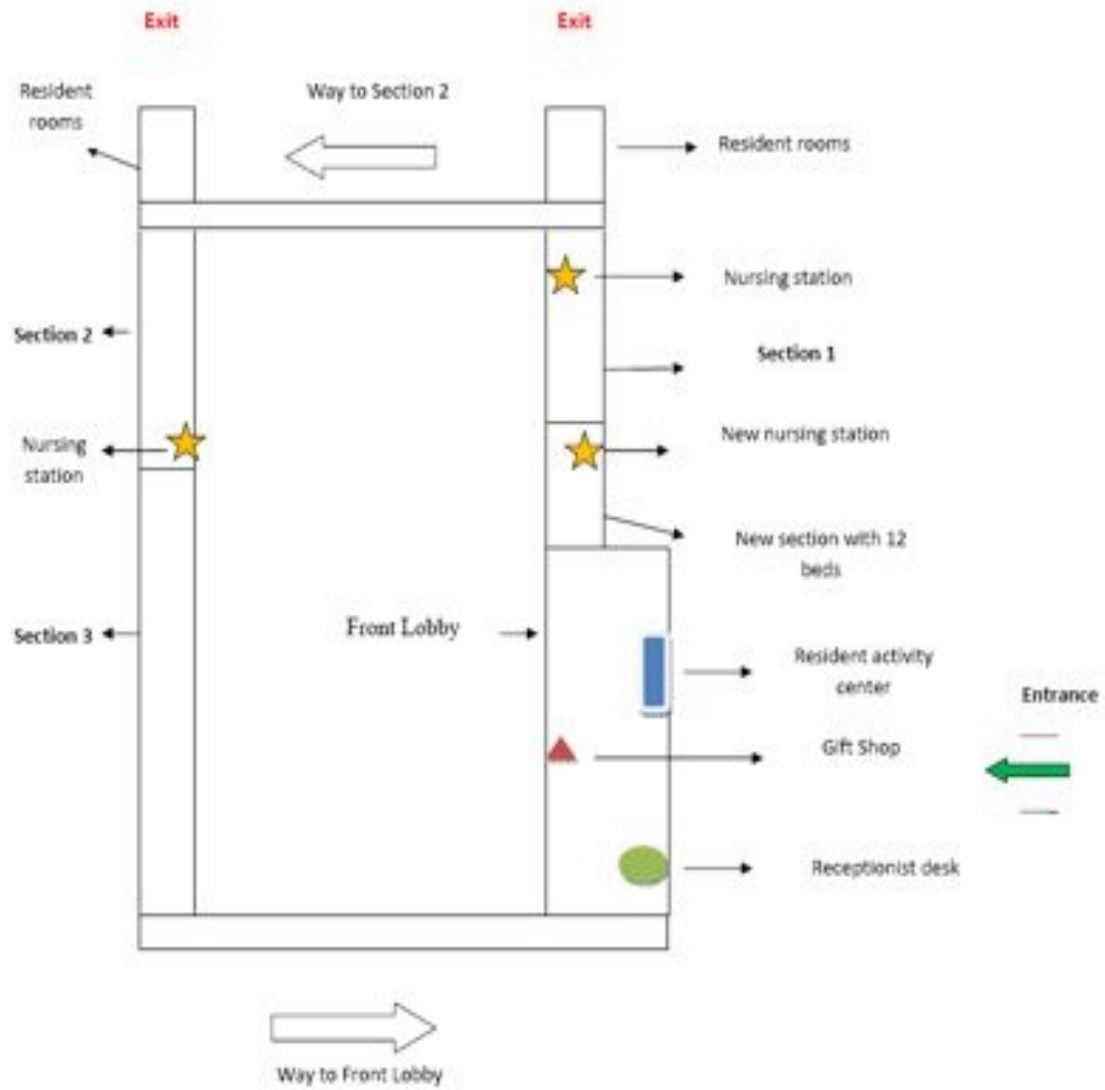 Exit
Exit
Resident
rooms
Way to Section 2
Resident rooms
Nursing station
Section 2
Section 1
Nursing
station
New nursing station
New section with 12
beds
Front Lobby
Section 3
Resident activity
center
Entrance
Gift Shop
Receptionist desk
Way to Front Lobby